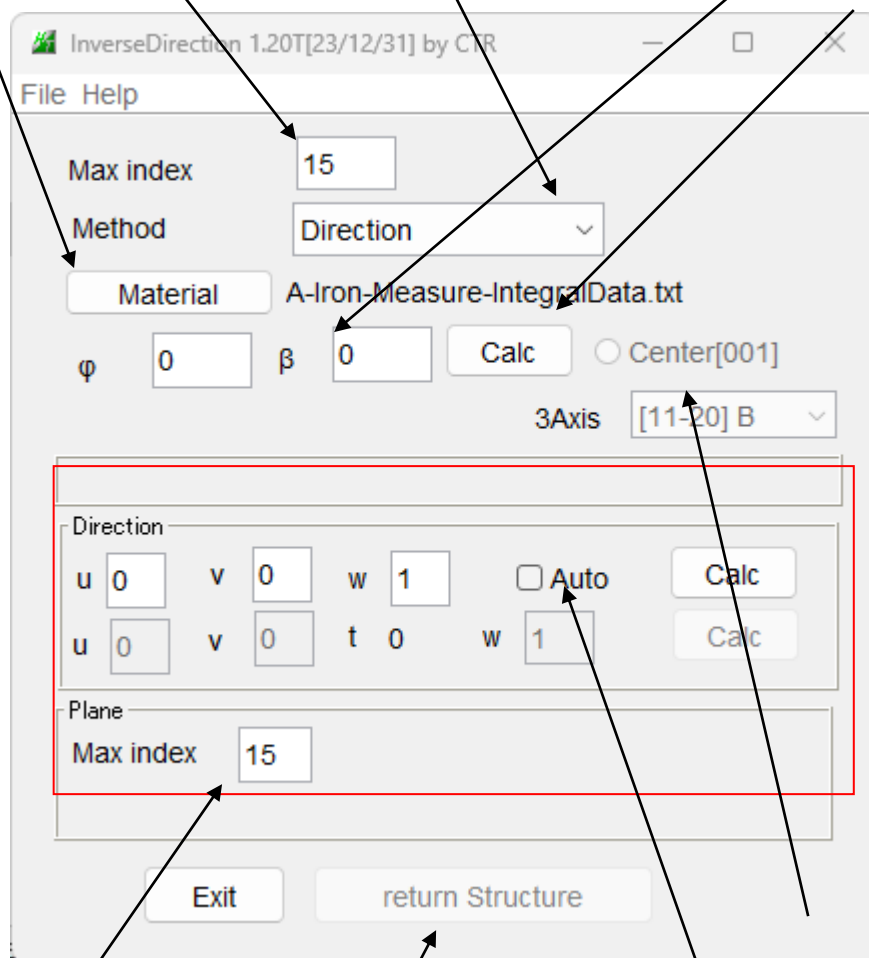 InverseDirection 1.20T[23/12/31] by CTR
File Help
Max index 15
Method Direction
Material A-Iron-Measure-IntegralData.txt
φ 0 β 0 Calc Center[001]
3Axis [11-20] B
Direction
u 0 v 0 w 1 Auto Calc
u 0 v 0 t 0 w 1 Calc
Plane
Max index 15
Exit return Structure